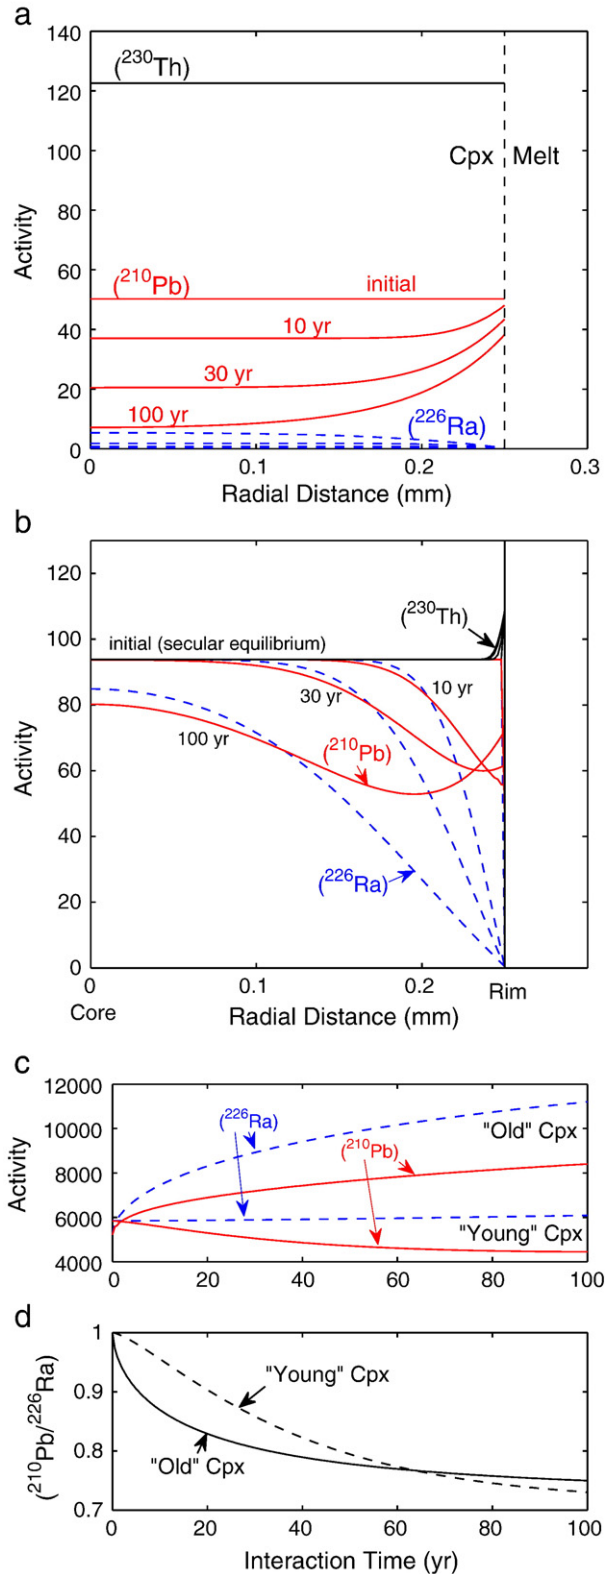 a
140
(²³⁰Th)
120
100
Cpx Melt
80
Activity
60
(²¹⁰Pb)
initial
40
10 yr
20
30 yr
100 yr
(²²⁶Ra)
0
0 0.1 0.2 0.3
Radial Distance (mm)
b
120
(²³⁰Th)
100
initial (secular equilibrium)
10 yr
30 yr
80
100 yr
(²¹⁰Pb)
Activity
60
40
(²²⁶Ra)
20
0
0 0.1 0.2
Core Rim
Radial Distance (mm)
c
12000
(²²⁶Ra)
10000
"Old" Cpx
(²¹⁰Pb)
Activity
8000
6000
"Young" Cpx
4000
0 20 40 60 80 100
d
1
"Young" Cpx
0.9
(²¹⁰Pb/²²⁶Ra)
0.8
"Old" Cpx
0.7
0 20 40 60 80 100
Interaction Time (yr)